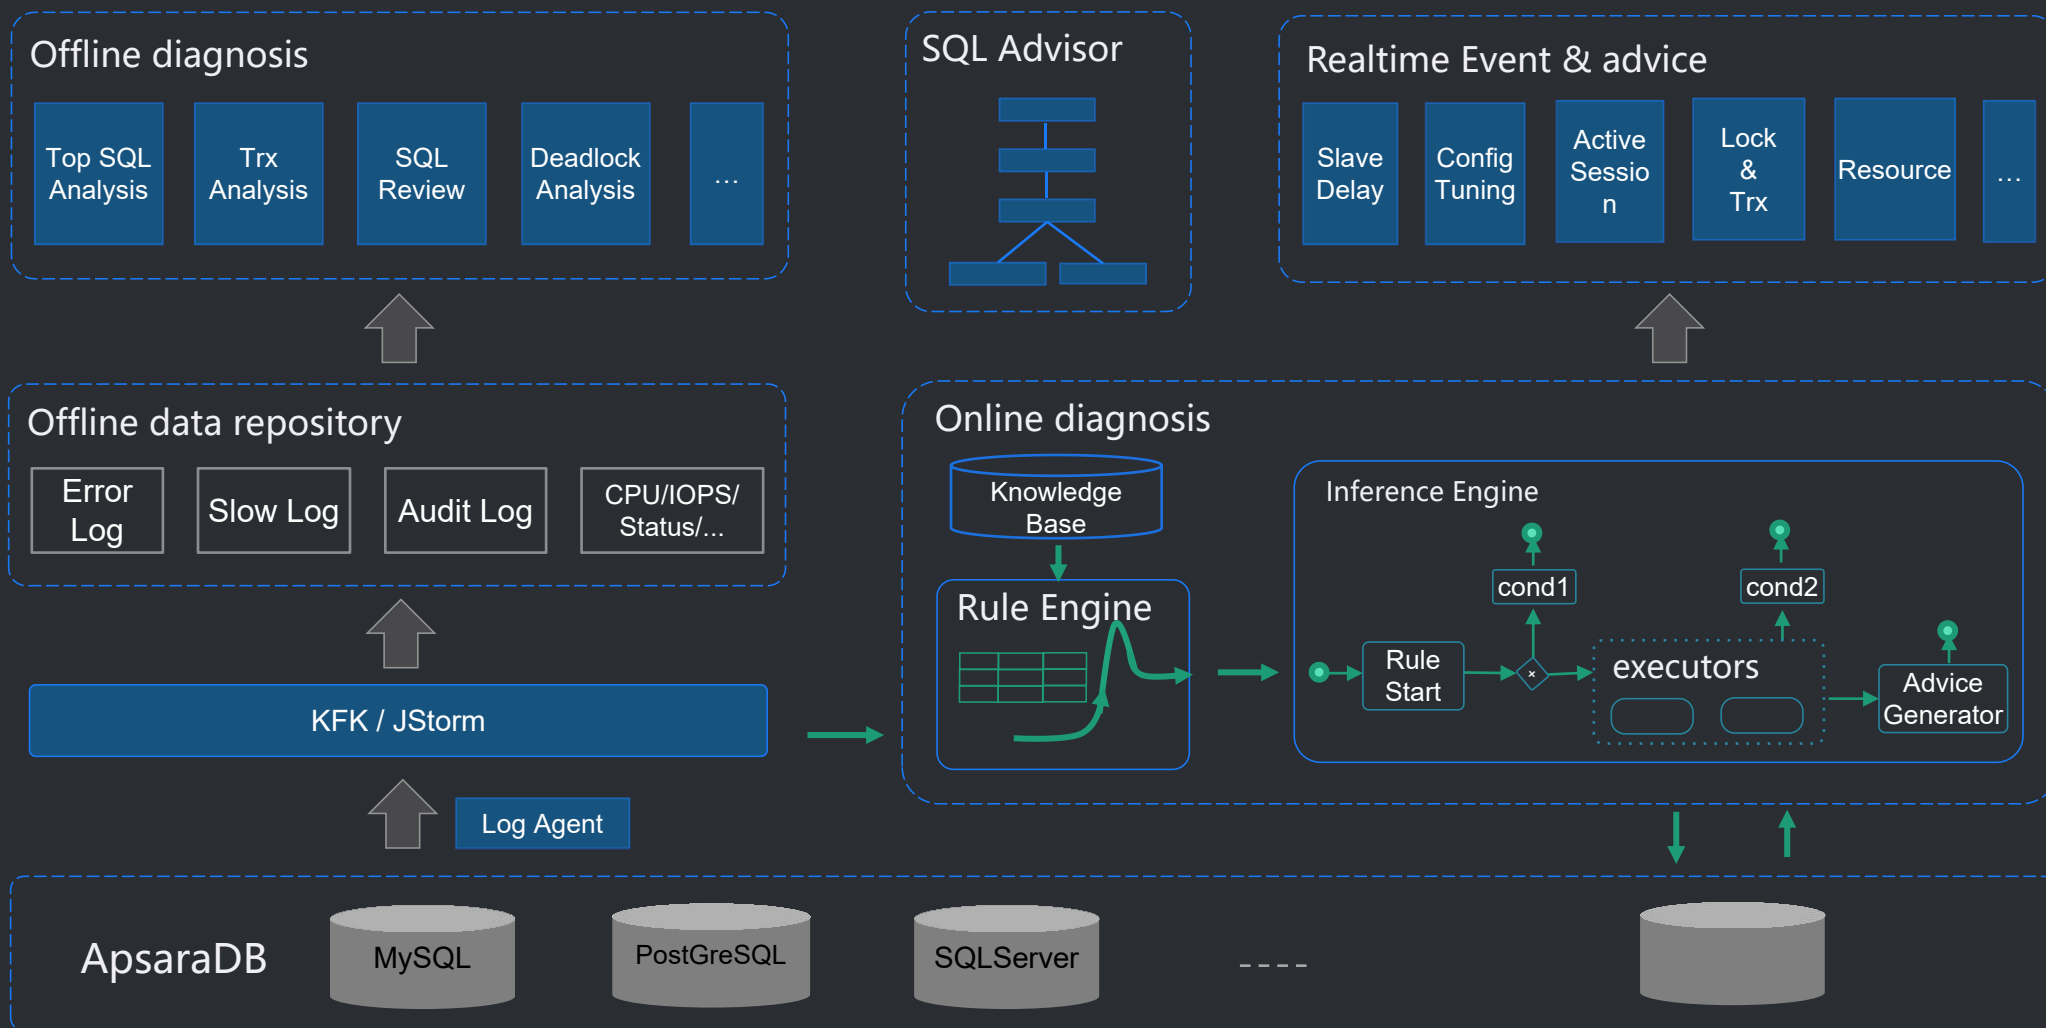 Offline diagnosis
Top SQL
Analysis
Trx
Analysis
SQL
Review
Deadlock
Analysis
...
SQL Advisor
Realtime Event & advice
Slave
Delay
Config
Tuning
Active
Sessio
n
Lock
&
Trx
Resource
...
Offline data repository
Error
Log
Slow Log
Audit Log
CPU/IOPS/
Status/...
Online diagnosis
Knowledge
Base
Rule Engine
Inference Engine
cond1
cond2
Rule
Start
×
executors
Advice
Generator
KFK / JStorm
Log Agent
ApsaraDB
MySQL
PostGreSQL
SQLServer
----